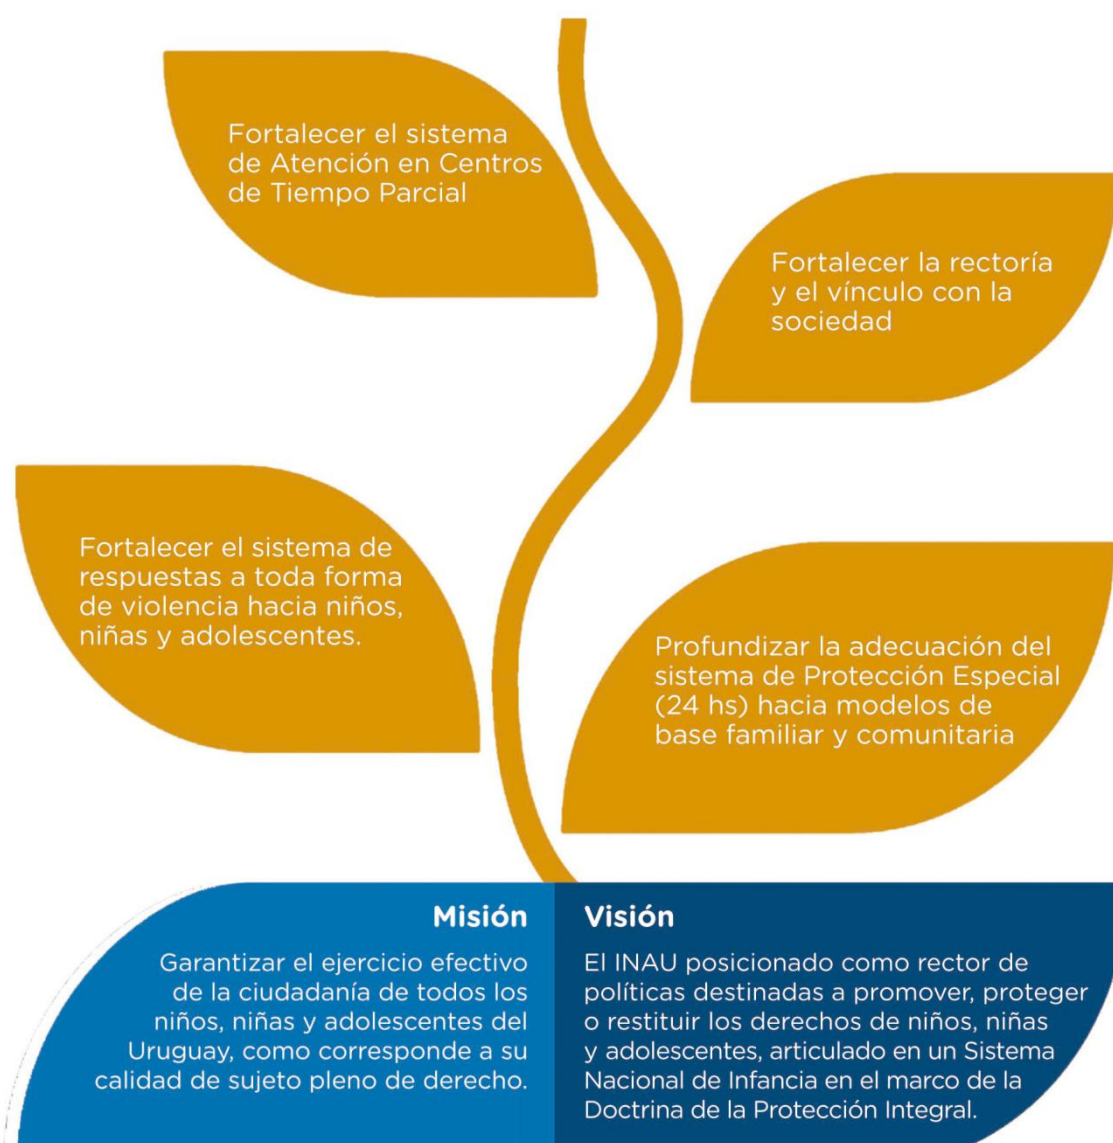 Fortalecer el sistema
de Atención en Centros
de Tiempo Parcial
Fortalecer la rectoría
y el vínculo con la
sociedad
Fortalecer el sistema de
respuestas a toda forma
de violencia hacia niños,
niñas y adolescentes.
Profundizar la adecuación del
sistema de Protección Especial
(24 hs) hacia modelos de
base familiar y comunitaria
Misión
Garantizar el ejercicio efectivo
de la ciudadanía de todos los
niños, niñas y adolescentes del
Uruguay, como corresponde a su
calidad de sujeto pleno de derecho.
Visión
El INAU posicionado como rector de
políticas destinadas a promover, proteger
o restituir los derechos de niños, niñas
y adolescentes, articulado en un Sistema
Nacional de Infancia en el marco de la
Doctrina de la Protección Integral.